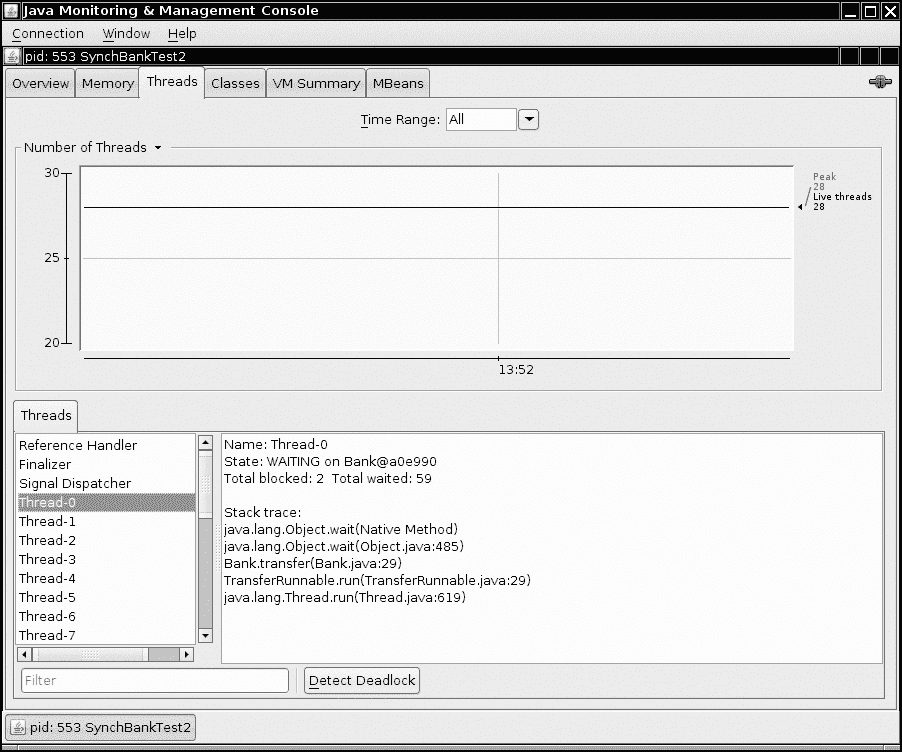 Java Monitoring & Management Console
Connection Window Help
pid: 553 SynchBankTest2
Overview Memory Threads Classes VM Summary MBeans
Time Range: All
Number of Threads
30
25
20
Peak
28
Live threads
28
13:52
Threads
Reference Handler
Finalizer
Signal Dispatcher
Thread-0
Thread-1
Thread-2
Thread-3
Thread-4
Thread-5
Thread-6
Thread-7
Name: Thread-0
State: WAITING on Bank@a0e990
Total blocked: 2 Total waited: 59
Stack trace:
java.lang.Object.wait(Native Method)
java.lang.Object.wait(Object.java:485)
Bank.transfer(Bank.java:29)
TransferRunnable.run(TransferRunnable.java:29)
java.lang.Thread.run(Thread.java:619)
Filter
Detect Deadlock
pid: 553 SynchBankTest2